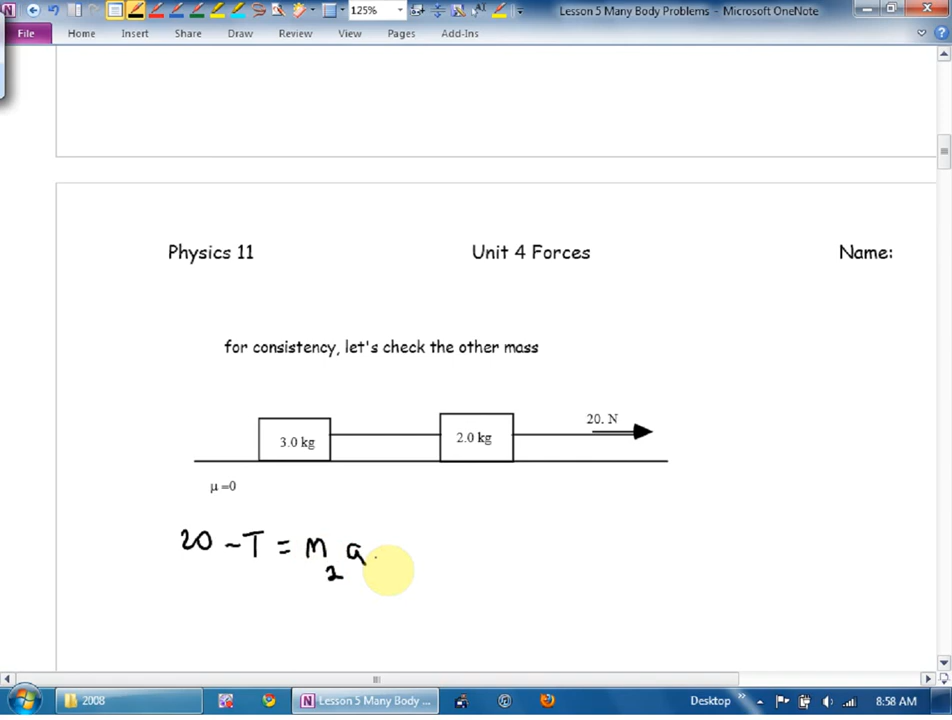 Lesson 5 Many Body Problems - Microsoft OneNote
125%
File Home Insert Share Draw Review View Pages Add-Ins
Physics 11 Unit 4 Forces Name:
for consistency, let's check the other mass
20. N
3.0 kg 2.0 kg
μ =0
20 -T = m₂ a
2008 Lesson 5 Many Body ... Desktop 8:58 AM